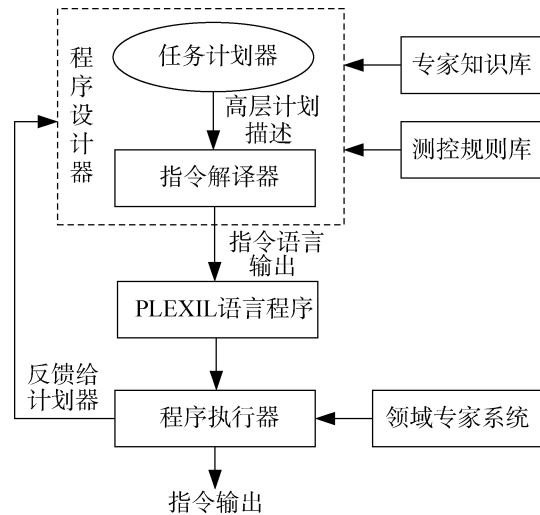 程序设计器
任务计划器
专家知识库
高层计划
描述
测控规则库
指令解译器
指令语言
输出
PLEXIL语言程序
反馈给
计划器
程序执行器
领域专家系统
指令输出